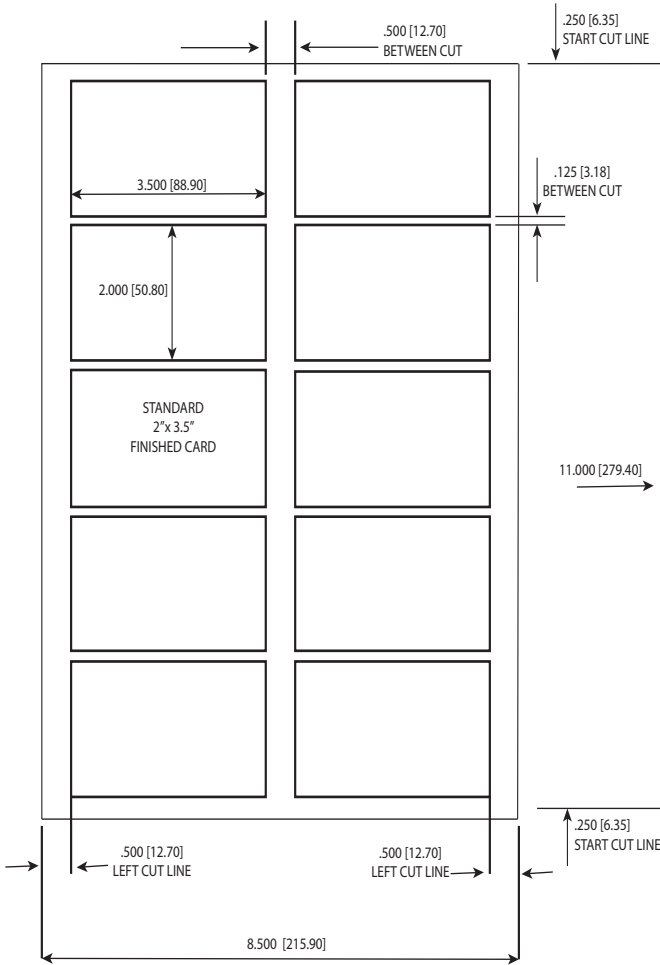 .500 [12.70]
BETWEEN CUT
.250 [6.35]
START CUT LINE
3.500 [88.90]
.125 [3.18]
BETWEEN CUT
2.000 [50.80]
STANDARD
2”x 3.5”
FINISHED CARD
11.000 [279.40]
.500 [12.70]
LEFT CUT LINE
.500 [12.70]
LEFT CUT LINE
.250 [6.35]
START CUT LINE
8.500 [215.90]